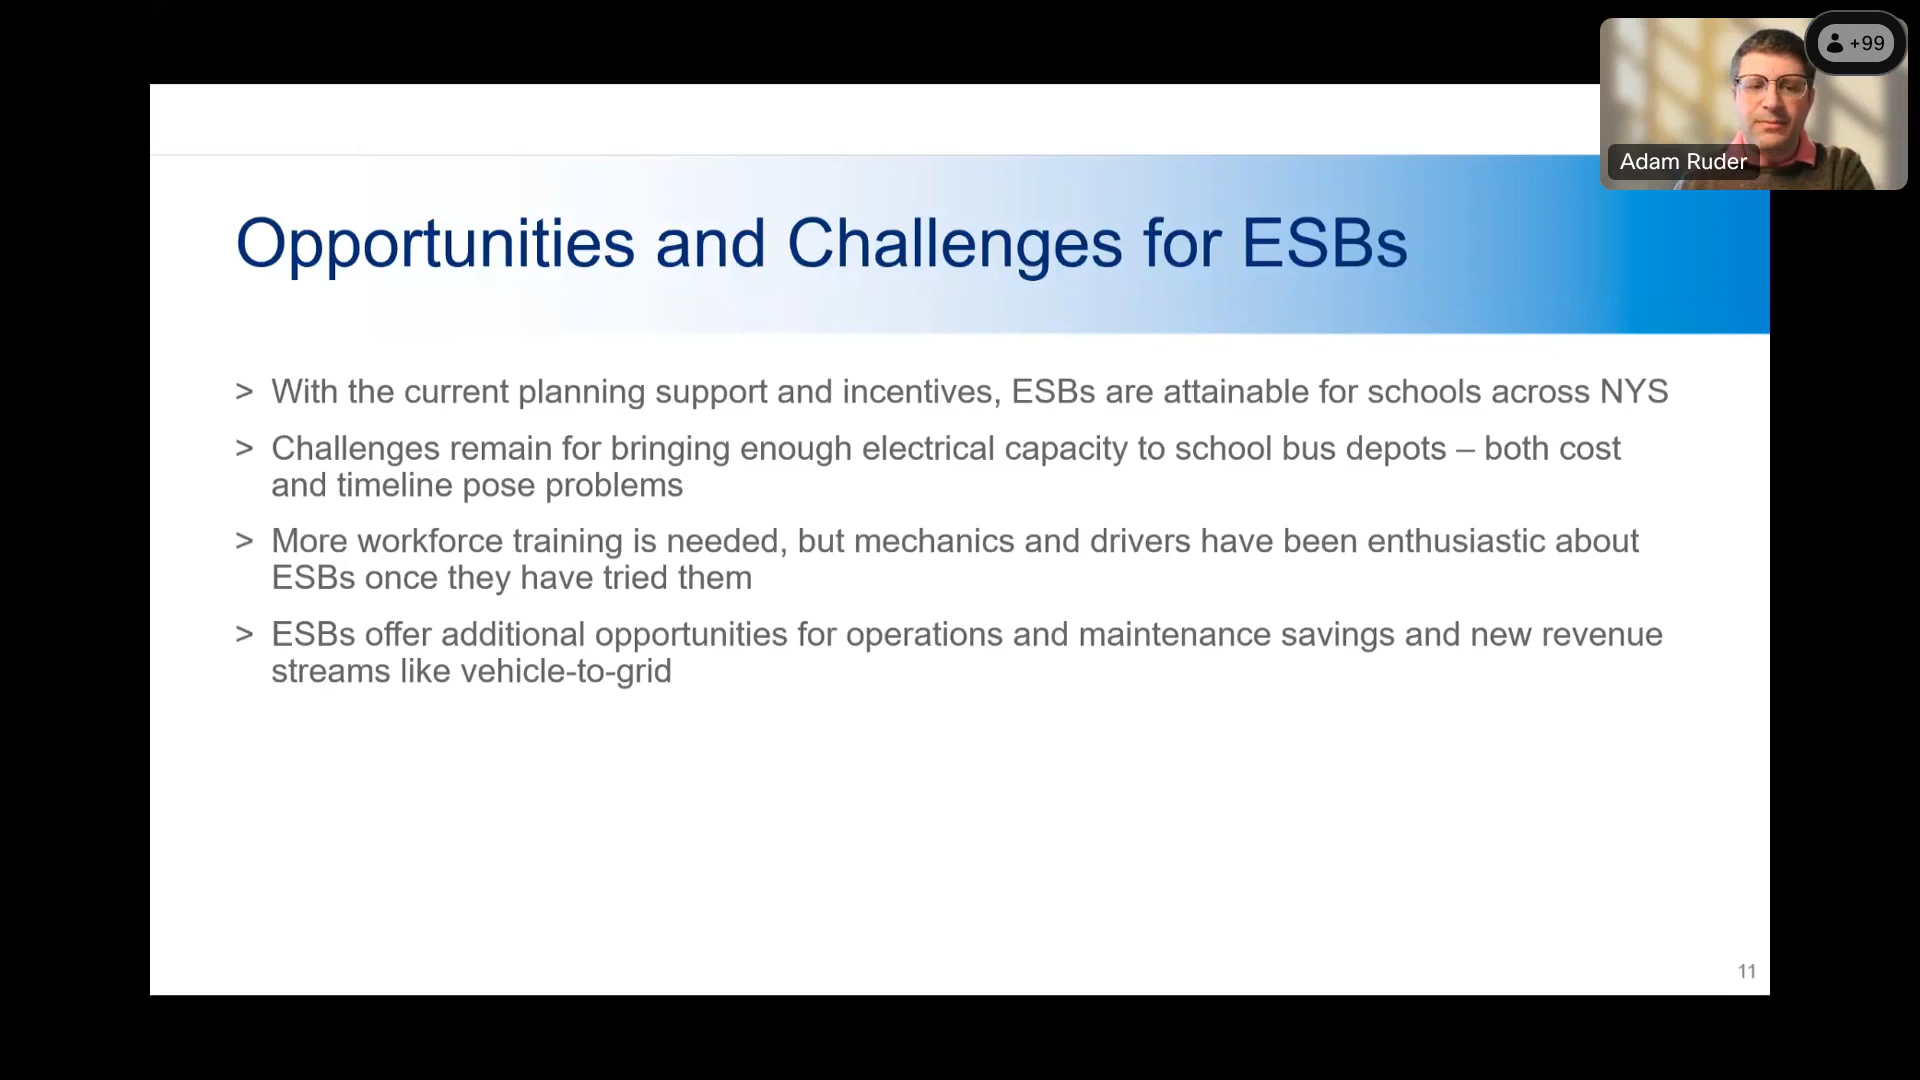 +99
Adam Ruder
Opportunities and Challenges for ESBs
> With the current planning support and incentives, ESBs are attainable for schools across NYS
> Challenges remain for bringing enough electrical capacity to school bus depots – both cost
and timeline pose problems
> More workforce training is needed, but mechanics and drivers have been enthusiastic about
ESBs once they have tried them
> ESBs offer additional opportunities for operations and maintenance savings and new revenue
streams like vehicle-to-grid
11